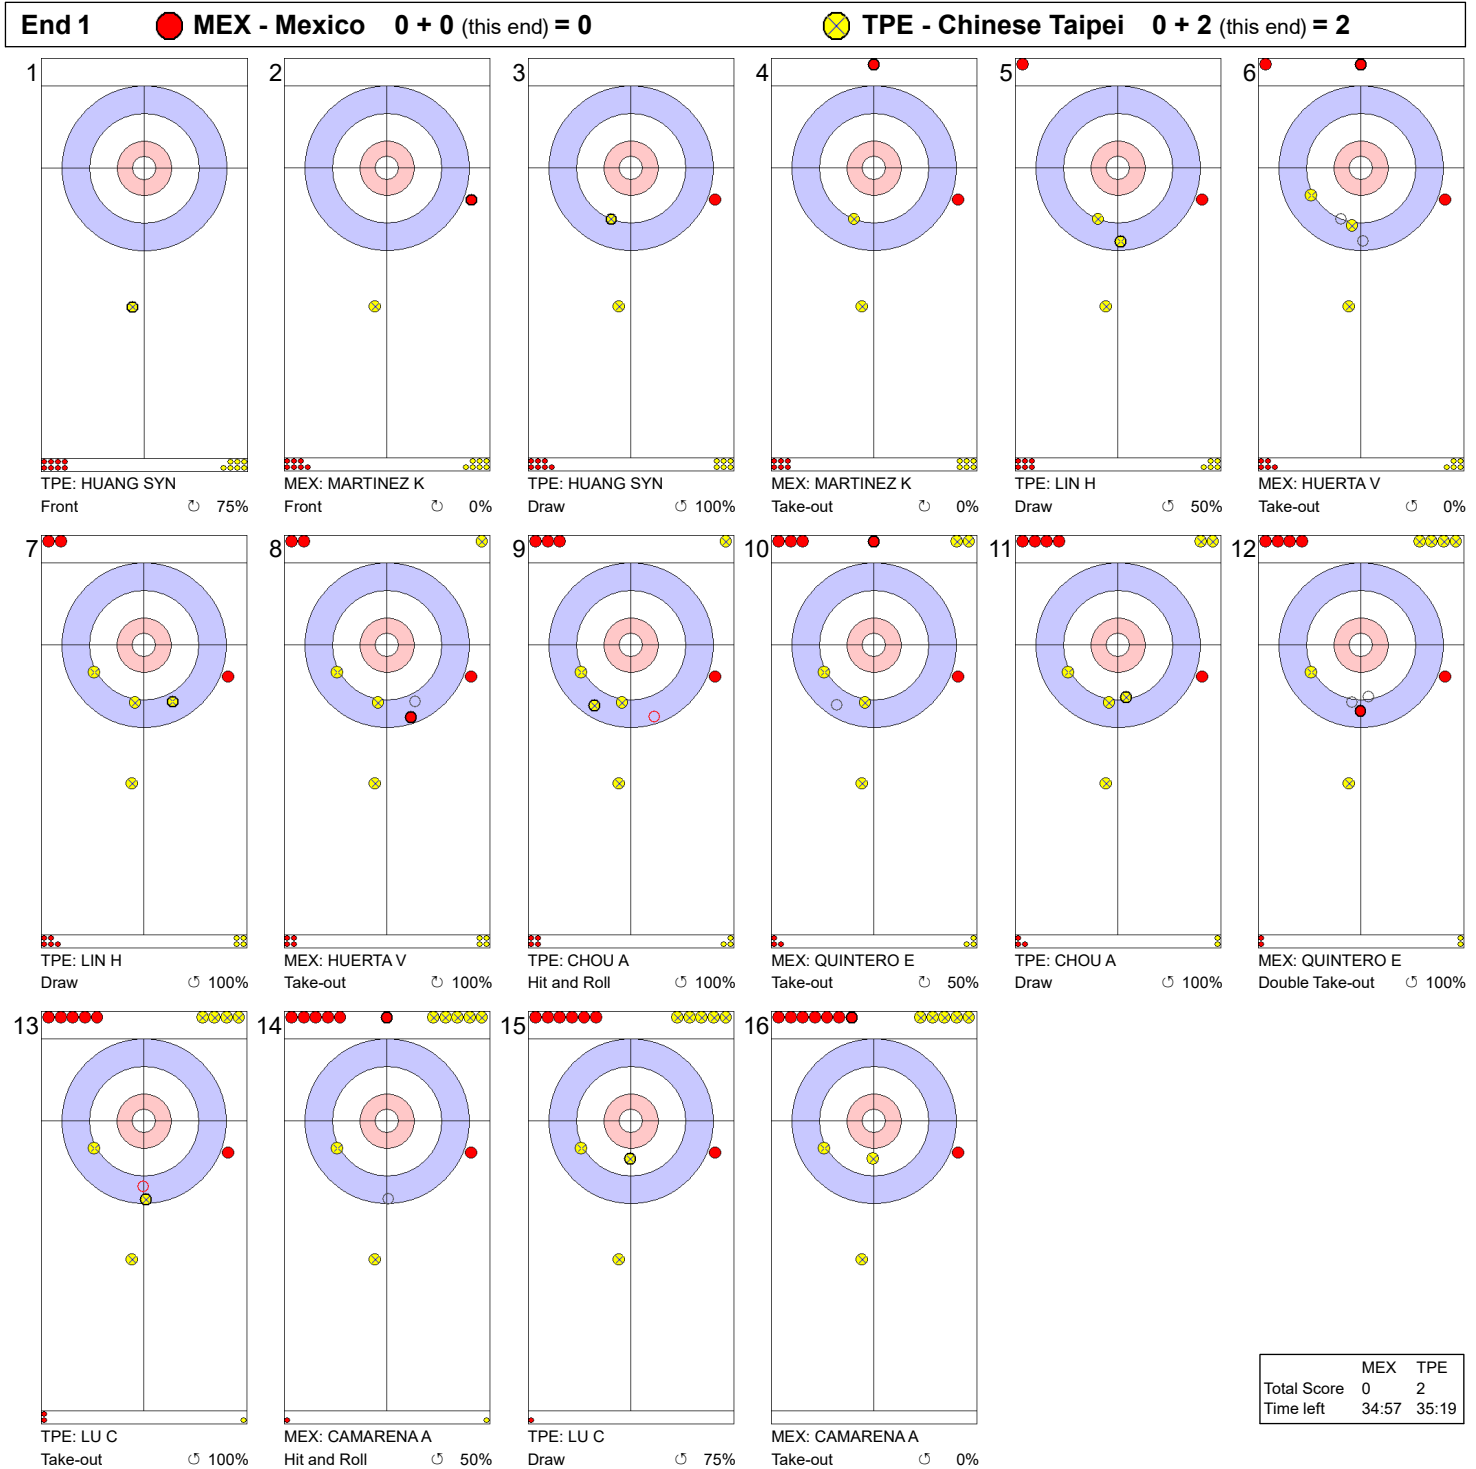 End 1 MEX - Mexico 0 + 0 (this end) = 0 TPE - Chinese Taipei 0 + 2 (this end) = 2
1 2 3 4 5 6
TPE: HUANG SYN MEX: MARTINEZ K TPE: HUANG SYN MEX: MARTINEZ K TPE: LIN H MEX: HUERTA V
Front 75% Front 0% Draw 100% Take-out 0% Draw 50% Take-out 0%
7 8 9 10 11 12
TPE: LIN H MEX: HUERTA V TPE: CHOU A MEX: QUINTERO E TPE: CHOU A MEX: QUINTERO E
Draw 100% Take-out 100% Hit and Roll 100% Take-out 50% Draw 100% Double Take-out 100%
13 14 15 16
MEX TPE
Total Score 0 2
Time left 34:57 35:19
TPE: LU C MEX: CAMARENA A TPE: LU C MEX: CAMARENA A
Take-out 100% Hit and Roll 50% Draw 75% Take-out 0%